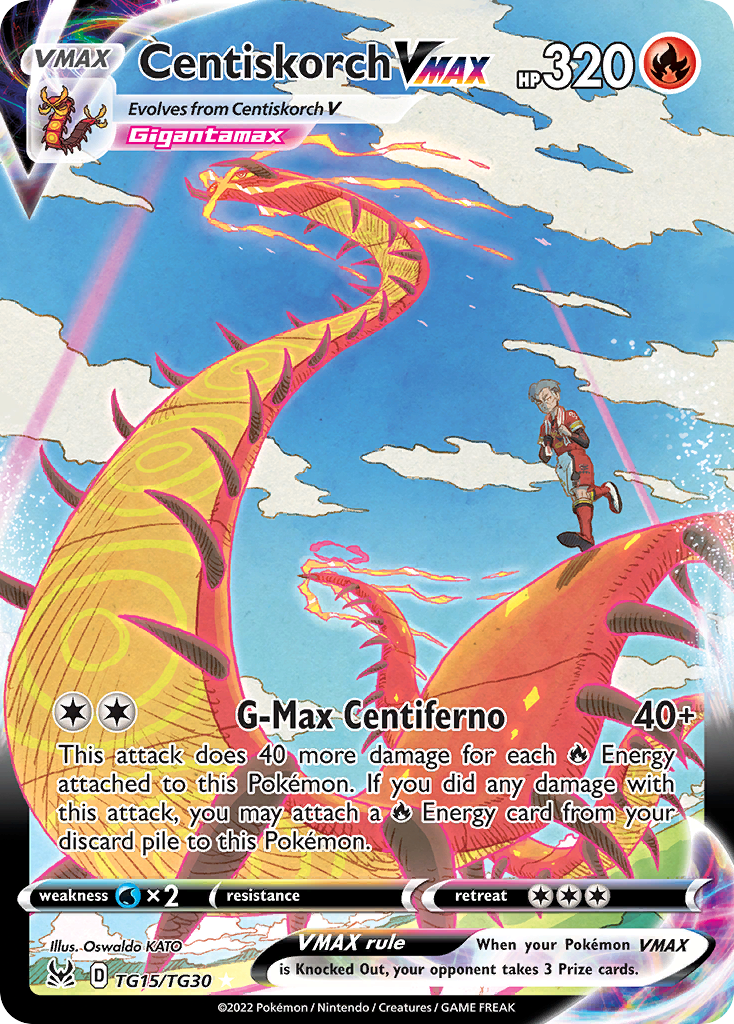 VMAX
Centiskorch VMAX HP 320
Evolves from Centiskorch V
Gigantamax
G-Max Centiferno 40+
This attack does 40 more damage for each Energy
attached to this Pokémon. If you did any damage with
this attack, you may attach a Energy card from your
discard pile to this Pokémon.
weakness ×2 resistance retreat
Illus. Oswaldo KATO
VMAX rule When your Pokémon VMAX
is Knocked Out, your opponent takes 3 Prize cards.
D TG15/TG30
©2022 Pokémon / Nintendo / Creatures / GAME FREAK